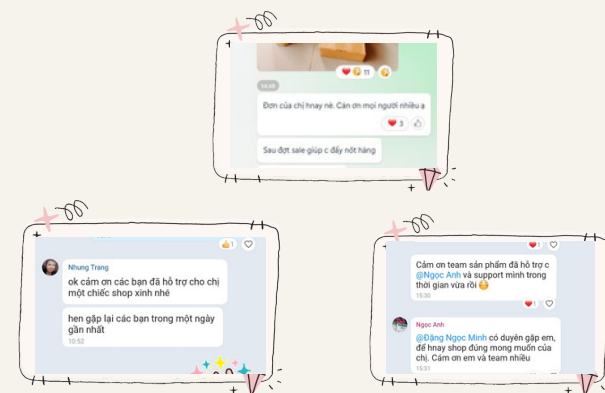 11
14:48
Đơn của chị hnay nè. Cản ơn mọi người nhiều ạ
3
Sau đợt sale giúp c đẩy nốt hàng
1
Nhung Trang
ok cảm ơn các bạn đã hỗ trợ cho chị
một chiếc shop xinh nhé
hẹn gặp lại các bạn trong một ngày
gần nhất
10:52
1
Cảm ơn team sản phẩm đã hỗ trợ c
@Ngọc Anh và support mình trong
thời gian vừa rồi
15:30
1
Ngọc Anh
@Đặng Ngọc Minh có duyên gặp em,
để hnay shop đúng mong muốn của
chị. Cảm ơn em và team nhiều
15:31